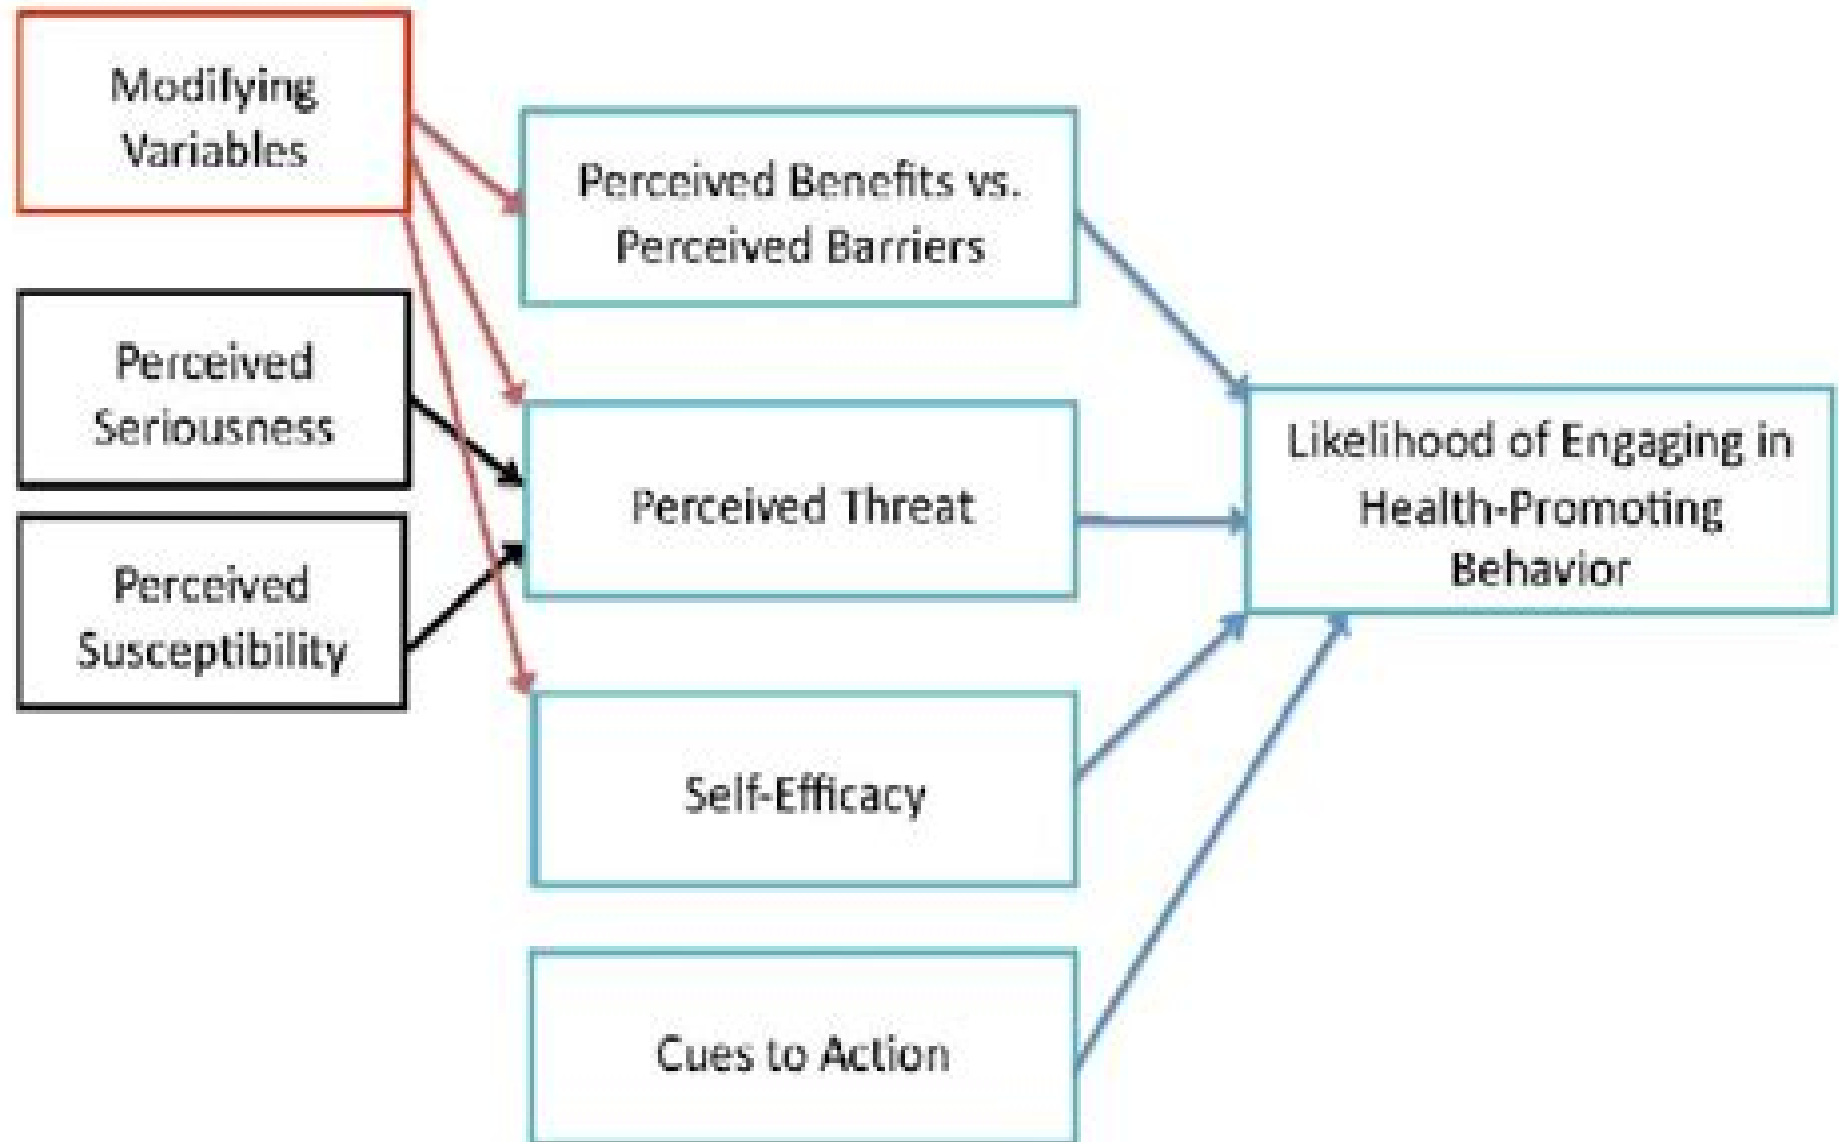 Modifying
Variables
Perceived Benefits vs.
Perceived Barriers
Perceived
Seriousness
Perceived Threat
Likelihood of Engaging in
Health-Promoting
Behavior
Perceived
Susceptibility
Self-Efficacy
Cues to Action